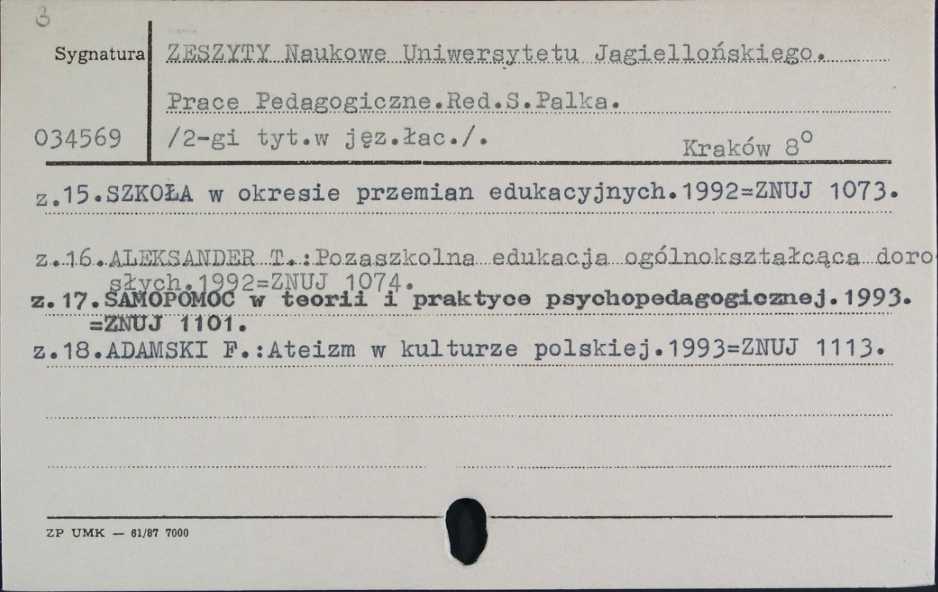 3
Sygnatura
ZESZYTY Naukowe Uniwersytetu Jagiellońskiego.
Prace Pedagogiczne.Red.S.Palka.
034569
/2-gi tyt.w jęz.łac./.
Kraków 8°
z.15.SZKOŁA w okresie przemian edukacyjnych.1992=ZNUJ 1073.
z.16.ALEKSANDER T.:Pozaszkolna edukacja ogólnokształcąca doro-
słych.1992=ZNUJ 1074.
z.17.SAMOPOMOC w teorii i praktyce psychopedagogicznej.1993.
=ZNUJ 1101.
z.18.ADAMSKI F.:Ateizm w kulturze polskiej.1993=ZNUJ 1113.
ZP UMK — 61/87 7000